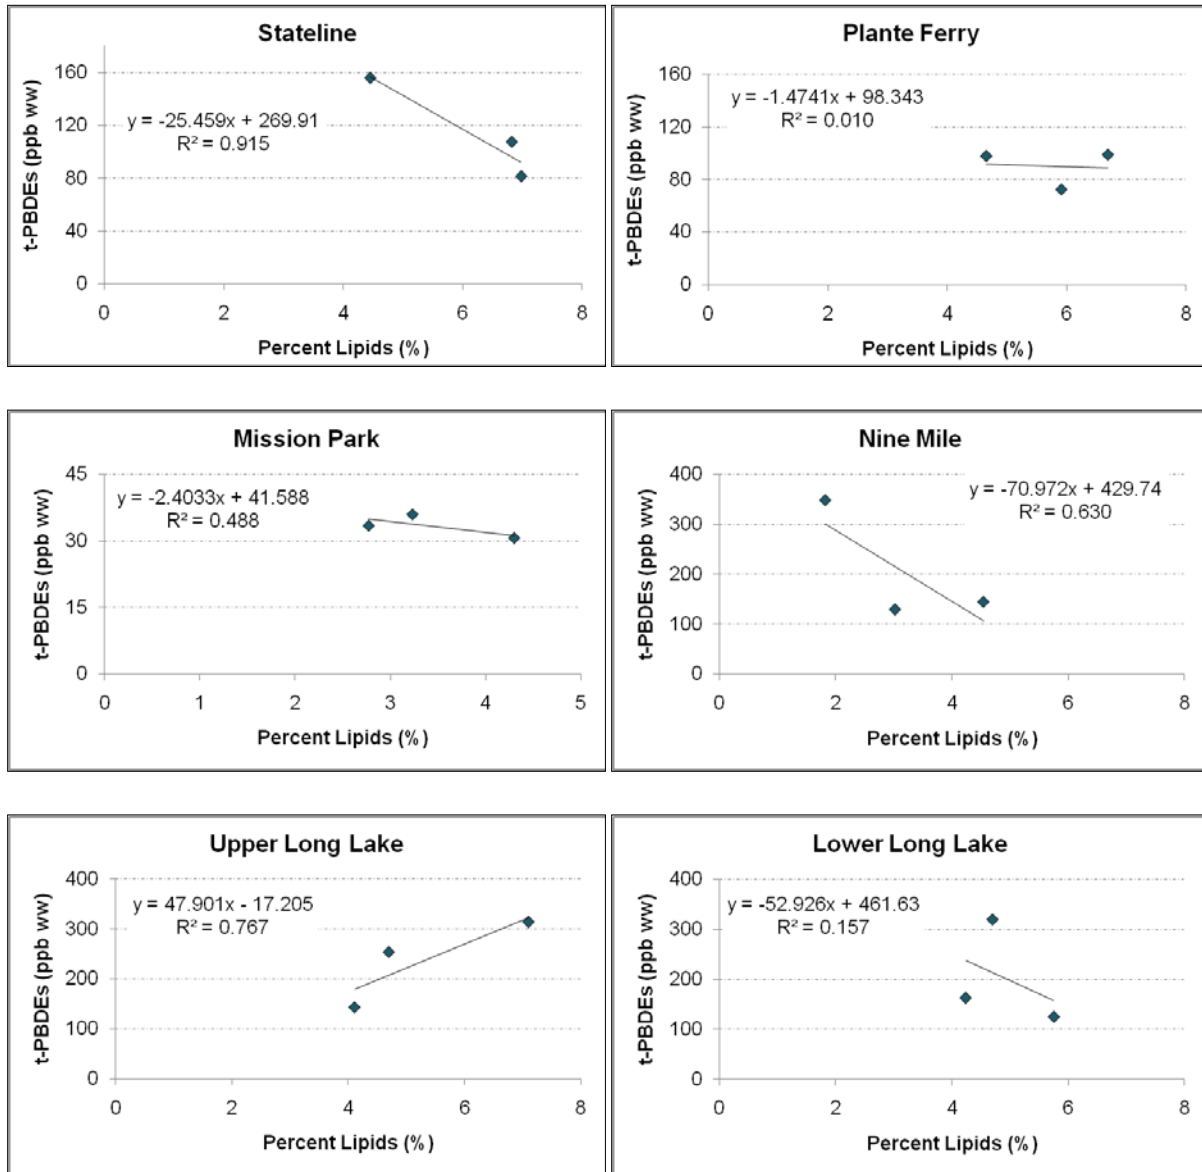 Stateline
160
120
80
40
0
y = -25.459x + 269.91
R² = 0.915
0 2 4 6 8
Percent Lipids (%)
t-PBDEs (ppb ww)
Plante Ferry
160
120
80
40
0
y = -1.4741x + 98.343
R² = 0.010
0 2 4 6 8
Percent Lipids (%)
t-PBDEs (ppb ww)
Mission Park
45
30
15
0
y = -2.4033x + 41.588
R² = 0.488
0 1 2 3 4 5
Percent Lipids (%)
t-PBDEs (ppb ww)
Nine Mile
400
300
200
100
0
y = -70.972x + 429.74
R² = 0.630
0 2 4 6 8
Percent Lipids (%)
t-PBDEs (ppb ww)
Upper Long Lake
400
300
200
100
0
y = 47.901x - 17.205
R² = 0.767
0 2 4 6 8
Percent Lipids (%)
t-PBDEs (ppb ww)
Lower Long Lake
400
300
200
100
0
y = -52.926x + 461.63
R² = 0.157
0 2 4 6 8
Percent Lipids (%)
t-PBDEs (ppb ww)